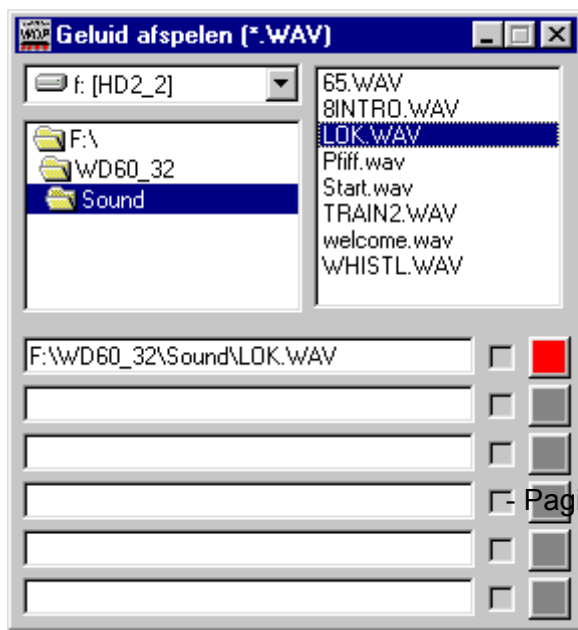 Geluid afspelen (*.WAV)
f: [HD2_2]
F:\
WD60_32
Sound
65.WAV
8INTRO.WAV
LOK.WAV
Pfiff.wav
Start.wav
TRAIN2.WAV
welcome.wav
WHISTL.WAV
F:\WD60_32\Sound\LOK.WAV
- Pagi